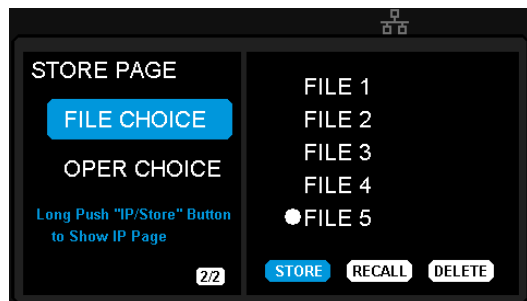 STORE PAGE
FILE CHOICE
OPER CHOICE
Long Push "IP/Store" Button
to Show IP Page
2/2
FILE 1
FILE 2
FILE 3
FILE 4
FILE 5
STORE RECALL DELETE